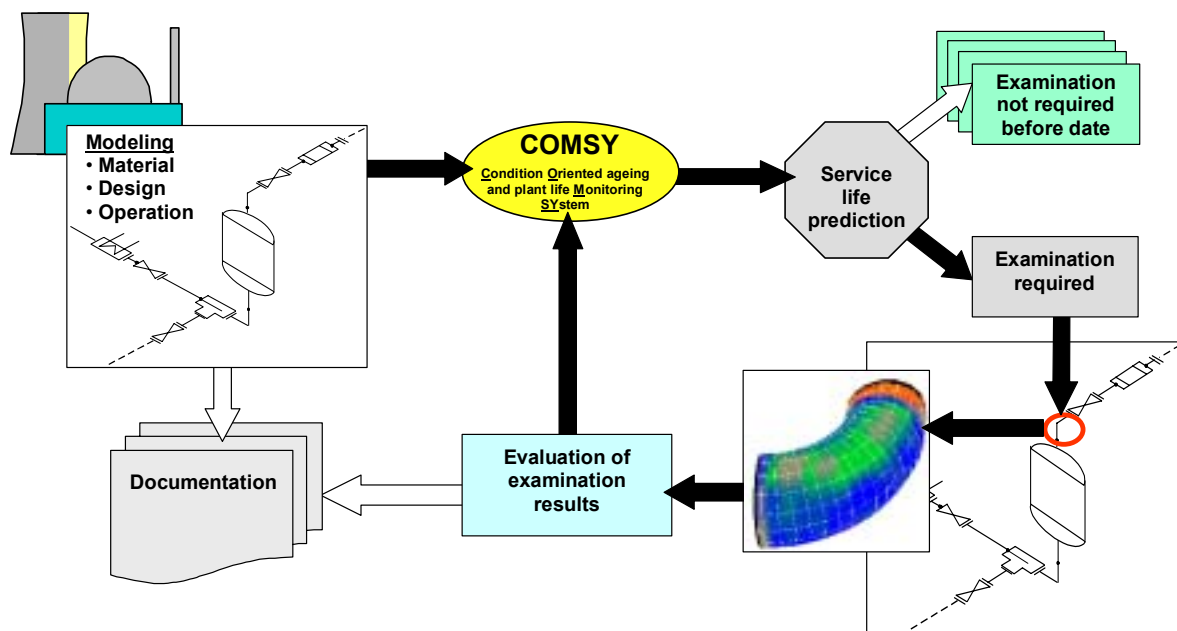 Modeling
• Material
• Design
• Operation
COMSY
Condition Oriented ageing
and plant life Monitoring
SYstem
Service
life
prediction
Examination
not required
before date
Examination
required
Evaluation of
examination
results
Documentation